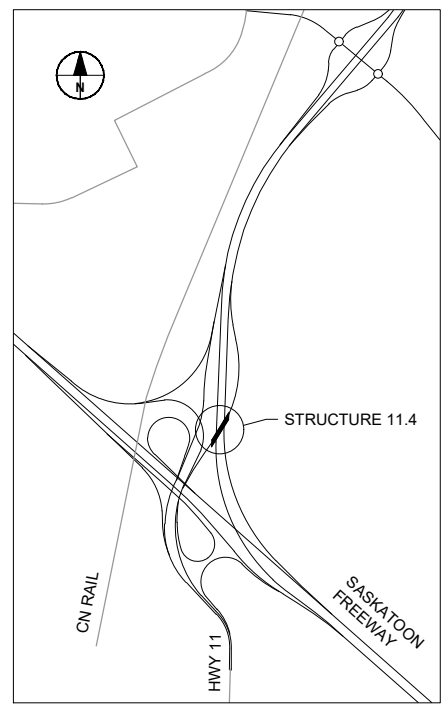 N
STRUCTURE 11.4
CN RAIL
HWY 11
SASKATOON
FREEWAY